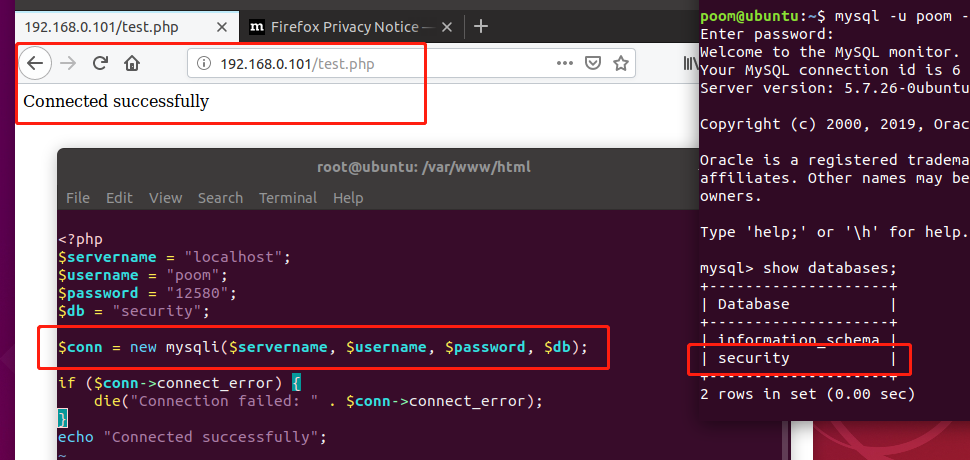 192.168.0.101/test.php
Firefox Privacy Notice —
192.168.0.101/test.php
Connected successfully
root@ubuntu: /var/www/html
File Edit View Search Terminal Help
<?php
$servername = "localhost";
$username = "poom";
$password = "12580";
$db = "security";
$conn = new mysqli($servername, $username, $password, $db);
if ($conn->connect_error) {
die("Connection failed: " . $conn->connect_error);
}
echo "Connected successfully";
~
poom@ubuntu:~$ mysql -u poom -
Enter password:
Welcome to the MySQL monitor.
Your MySQL connection id is 6
Server version: 5.7.26-0ubuntu
Copyright (c) 2000, 2019, Orac
Oracle is a registered tradema
affiliates. Other names may be
owners.
Type 'help;' or '\h' for help.
mysql> show databases;
+--------------------+
| Database |
+--------------------+
| information_schema |
| security |
+--------------------+
2 rows in set (0.00 sec)